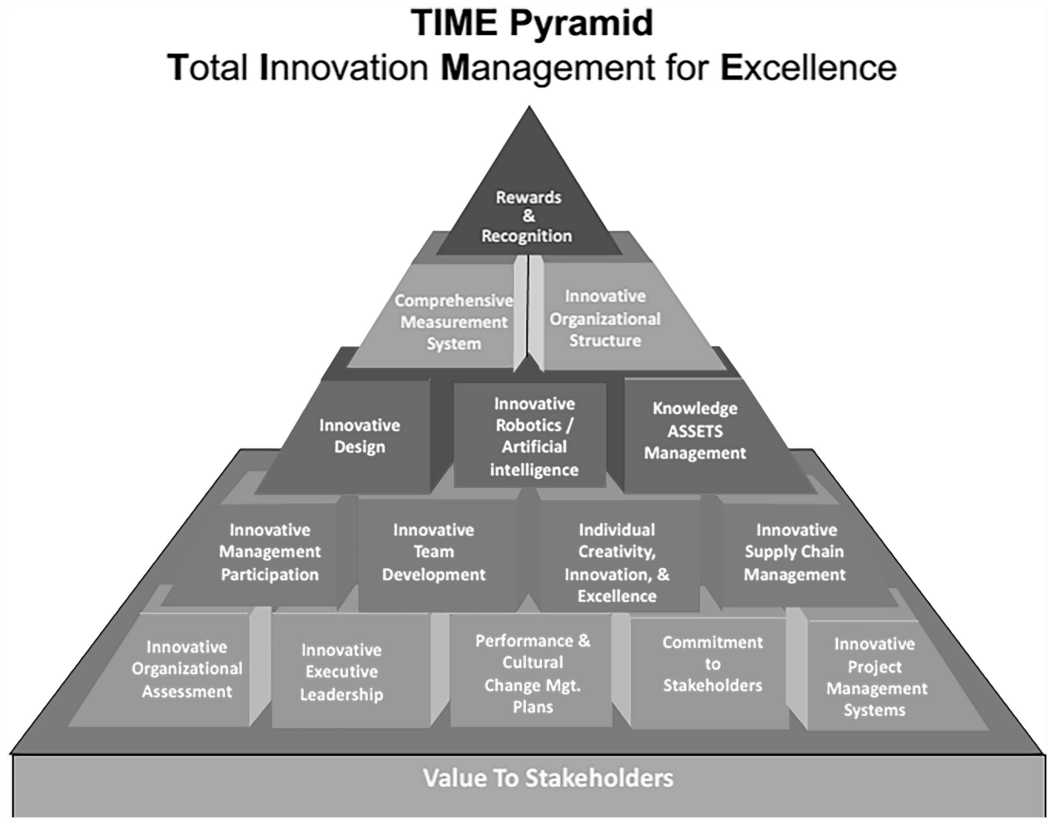 TIME Pyramid
Total Innovation Management for Excellence
Rewards
&
Recognition
Comprehensive
Measurement
System
Innovative
Organizational
Structure
Innovative
Design
Innovative
Robotics /
Artificial
intelligence
Knowledge
ASSETS
Management
Innovative
Management
Participation
Innovative
Team
Development
Individual
Creativity,
Innovation, &
Excellence
Innovative
Supply Chain
Management
Innovative
Organizational
Assessment
Innovative
Executive
Leadership
Performance &
Cultural
Change Mgt.
Plans
Commitment
to
Stakeholders
Innovative
Project
Management
Systems
Value To Stakeholders